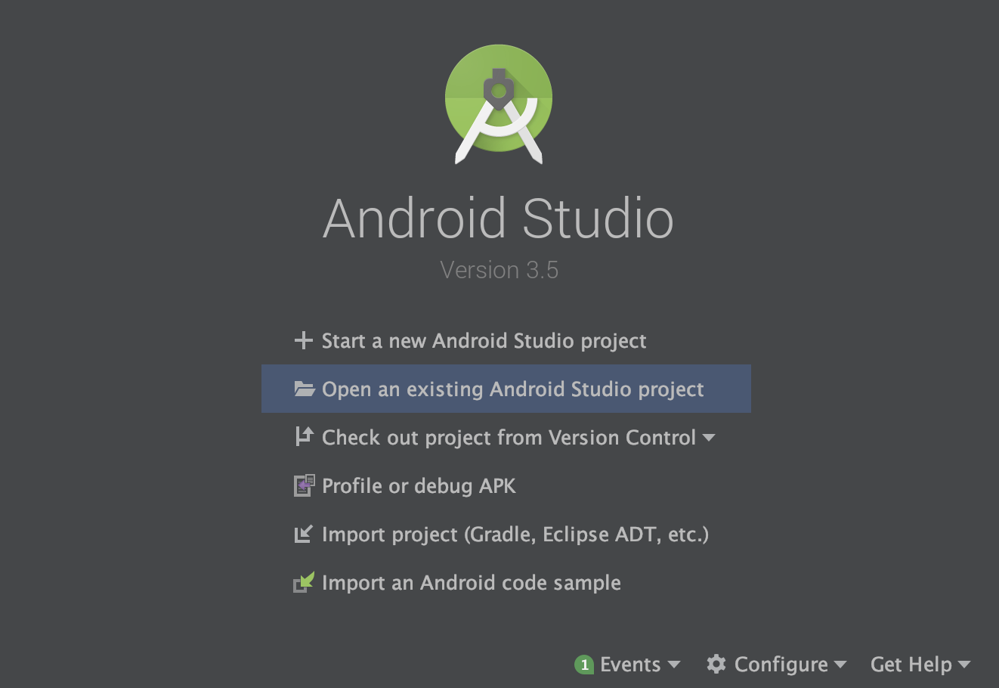 Android Studio
Version 3.5
Start a new Android Studio project
Open an existing Android Studio project
Check out project from Version Control
Profile or debug APK
Import project (Gradle, Eclipse ADT, etc.)
Import an Android code sample
1 Events Configure Get Help